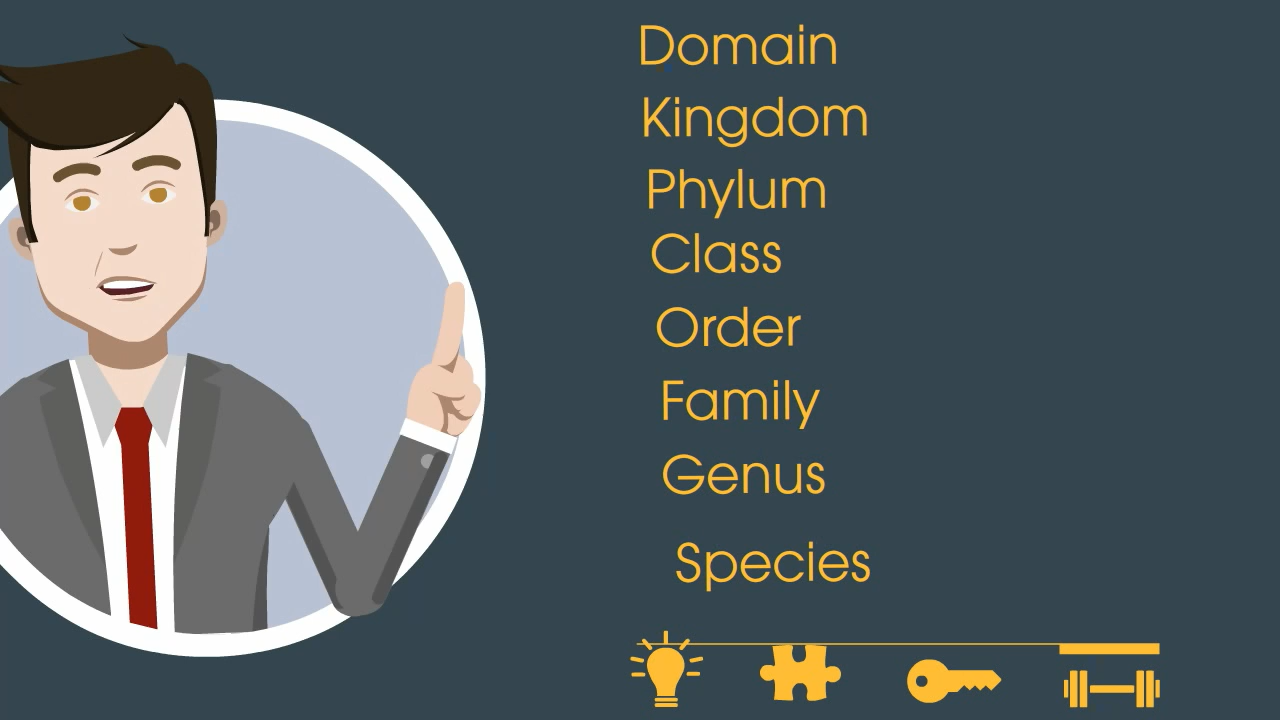 Domain
Kingdom
Phylum
Class
Order
Family
Genus
Species